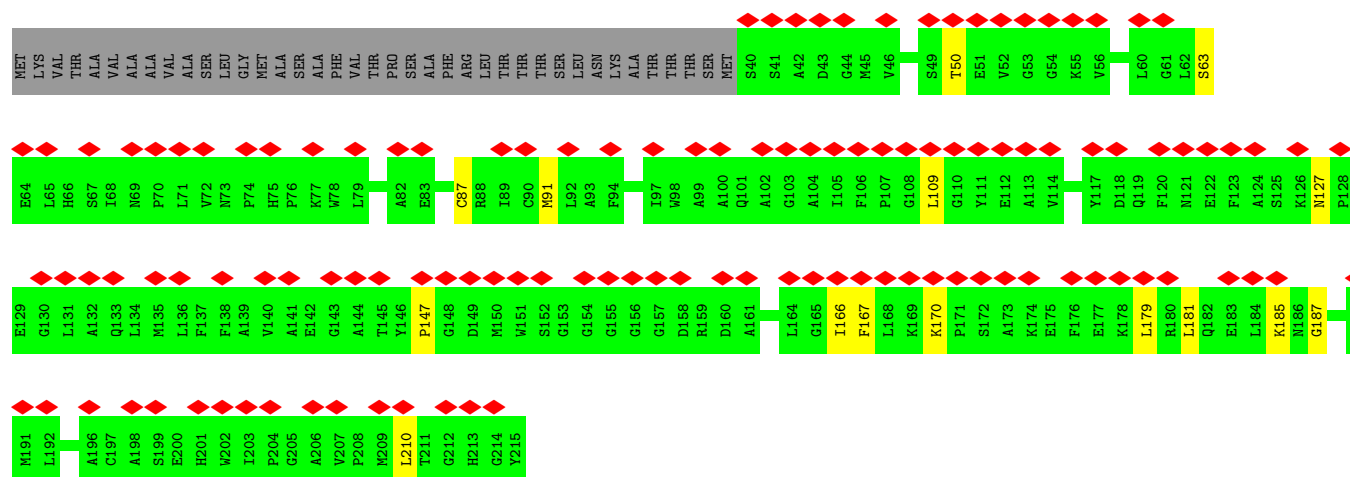 MET LYS VAL THR ALA VAL ALA ALA VAL ALA SER LEU GLY MET ALA SER ALA PHE VAL THR PRO SER ALA PHE ARG LEU THR THR THR SER LEU ASN LYS ALA THR THR THR SER MET S40 S41 A42 D43 G44 M45 V46 S49 T50 E51 V52 G53 G54 K55 V56 L60 G61 L62 S63
E64 L65 H66 S67 I68 N69 P70 L71 V72 N73 P74 H75 P76 K77 W78 L79 A82 E83 C87 R88 I89 C90 M91 L92 A93 F94 I97 W98 A99 A100 Q101 A102 G103 A104 I105 F106 P107 G108 L109 G110 Y111 E112 A113 V114 Y117 D118 Q119 F120 N121 E122 F123 A124 S125 K126 N127 P128
E129 G130 L131 A132 Q133 L134 M135 L136 F137 F138 A139 V140 A141 E142 G143 A144 T145 Y146 P147 G148 D149 M150 W151 S152 G153 G154 G155 G156 G157 D158 R159 D160 A161 L164 G165 I166 F167 L168 K169 K170 P171 S172 A173 K174 E175 F176 E177 K178 L179 R180 L181 Q182 E183 L184 K185 N186 G187
M191 L192 A196 C197 A198 S199 E200 H201 W202 I203 P204 G205 A206 V207 P208 M209 L210 T211 G212 H213 G214 Y215